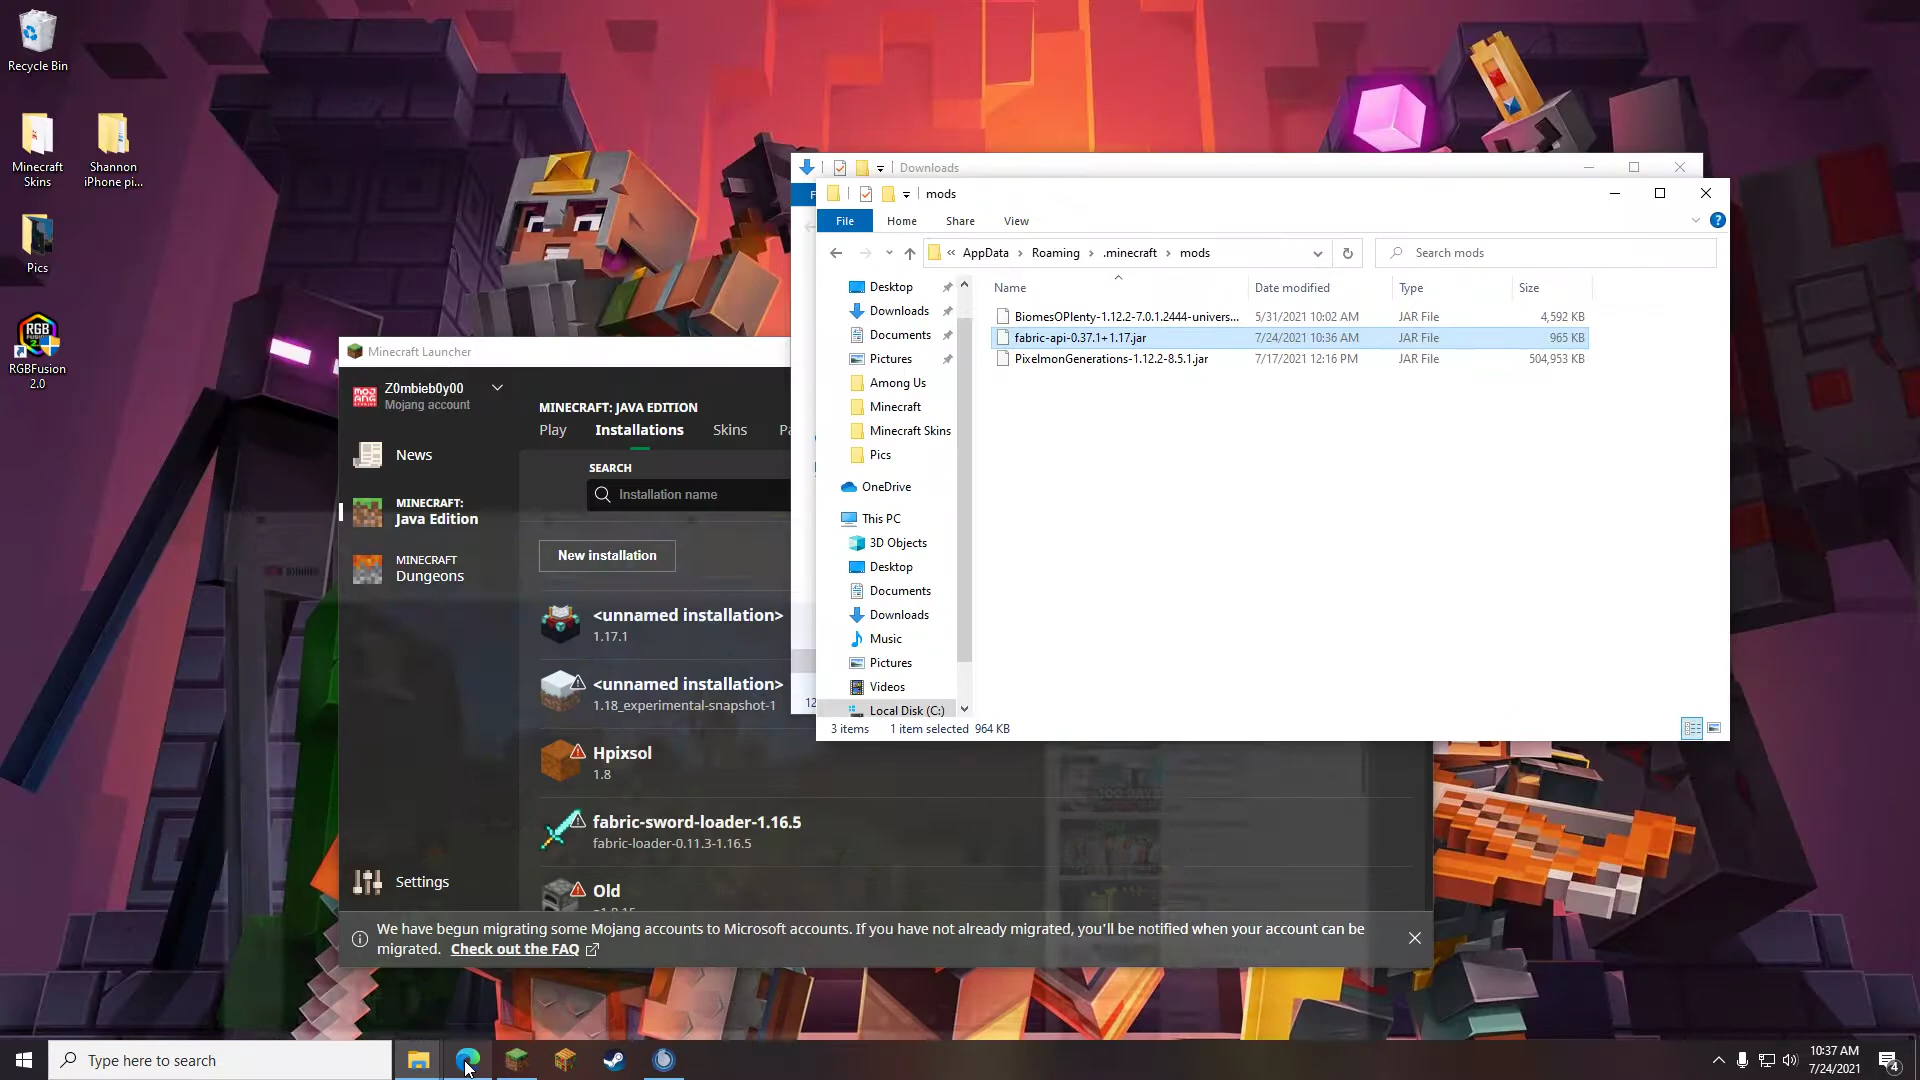 Recycle Bin
Minecraft
Skins
Shannon
iPhone pi...
Pics
RGBFusion
2.0
Downloads
mods
File
Home
Share
View
«
AppData
Roaming
.minecraft
mods
Search mods
Desktop
Downloads
Documents
Pictures
Among Us
Minecraft
Minecraft Skins
Pics
OneDrive
This PC
3D Objects
Desktop
Documents
Downloads
Music
Pictures
Videos
Local Disk (C:)
Name
Date modified
Type
Size
BiomesOPlenty-1.12.2-7.0.1.2444-univers...
5/31/2021 10:02 AM
JAR File
4,592 KB
fabric-api-0.37.1+1.17.jar
7/24/2021 10:36 AM
JAR File
965 KB
PixelmonGenerations-1.12.2-8.5.1.jar
7/17/2021 12:16 PM
JAR File
504,953 KB
3 items
1 item selected 964 KB
Minecraft Launcher
Z0mbieb0y00
Mojang account
News
MINECRAFT:
Java Edition
MINECRAFT
Dungeons
Settings
MINECRAFT: JAVA EDITION
Play
Installations
Skins
SEARCH
Installation name
New installation
<unnamed installation>
1.17.1
<unnamed installation>
1.18_experimental-snapshot-1
Hpixsol
1.8
fabric-sword-loader-1.16.5
fabric-loader-0.11.3-1.16.5
Old
We have begun migrating some Mojang accounts to Microsoft accounts. If you have not already migrated, you'll be notified when your account can be
migrated. Check out the FAQ
Type here to search
10:37 AM
7/24/2021
4